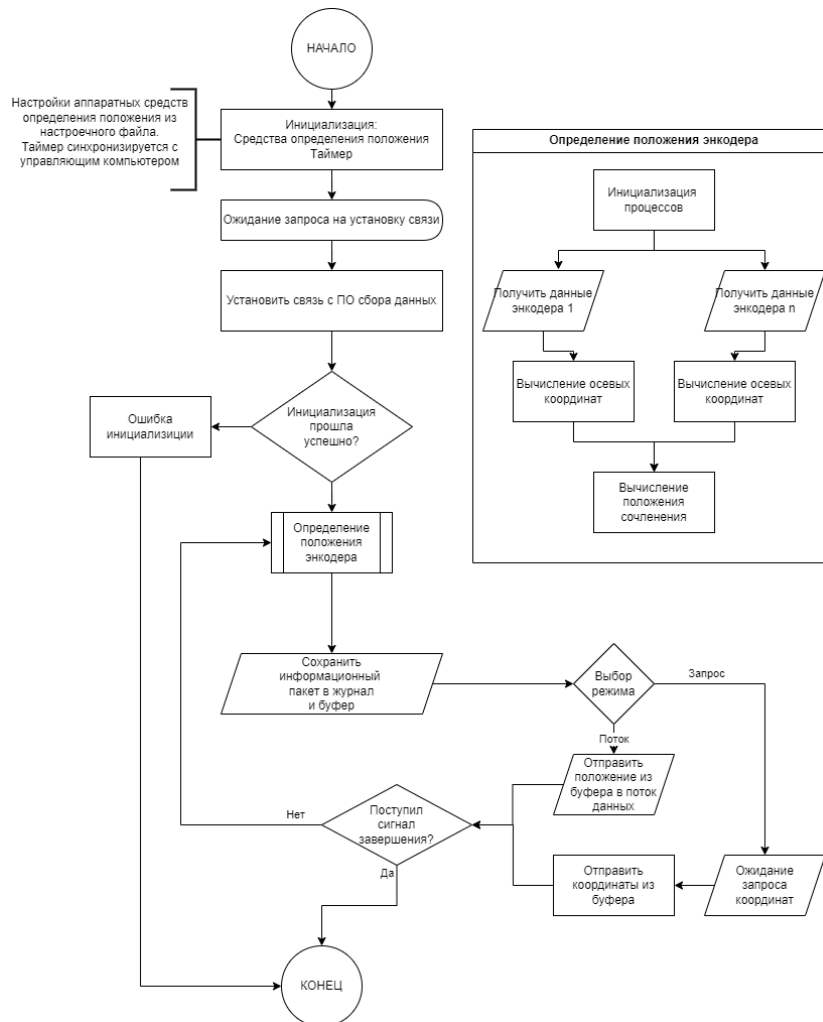 НАЧАЛО
Настройки аппаратных средств
определения положения из
настроечного файла.
Таймер синхронизируется с
управляющим компьютером
Инициализация:
Средства определения положения
Таймер
Ожидание запроса на установку связи
Установить связь с ПО сбора данных
Инициализация
прошла
успешно?
Ошибка
инициализиции
Определение
положения
энкодера
Сохранить
информационный
пакет в журнал
и буфер
Выбор
режима
Запрос
Поток
Отправить
положение из
буфера в поток
данных
Ожидание
запроса
координат
Отправить
координаты из
буфера
Поступил
сигнал
завершения?
Нет
Да
КОНЕЦ
Определение положения энкодера
Инициализация
процессов
Получить данные
энкодера 1
Получить данные
энкодера n
Вычисление осевых
координат
Вычисление осевых
координат
Вычисление
положения
сочленения